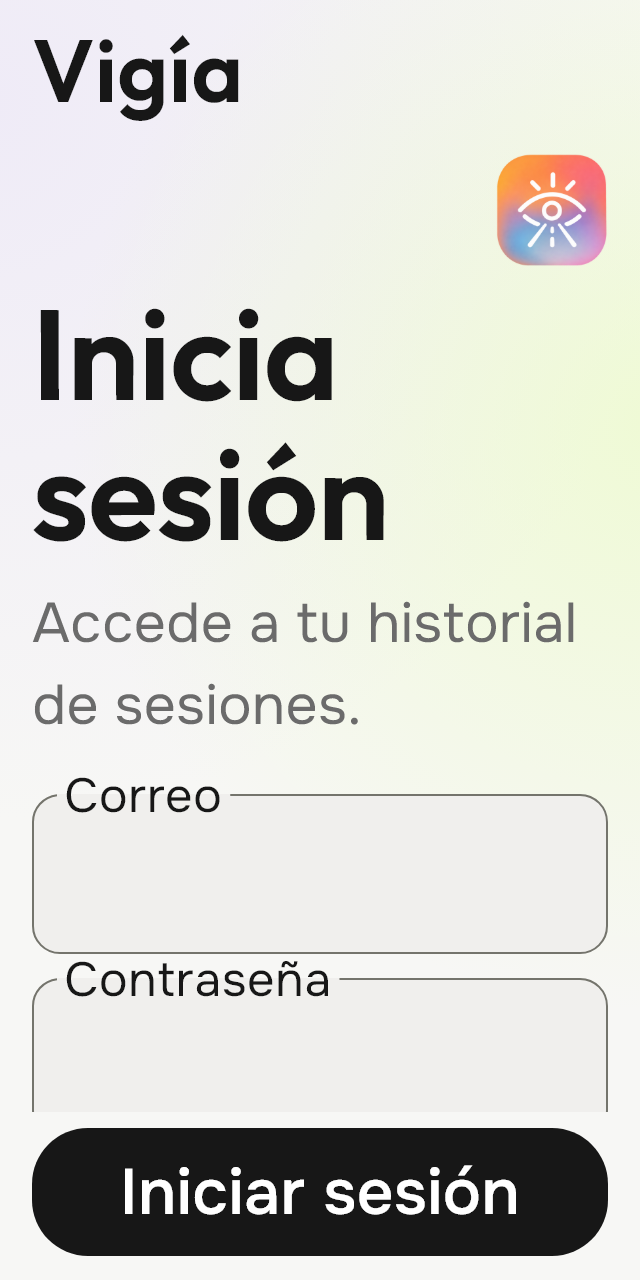 Vigía
Inicia
sesión
Accede a tu historial
de sesiones.
Correo
Contraseña
Iniciar sesión